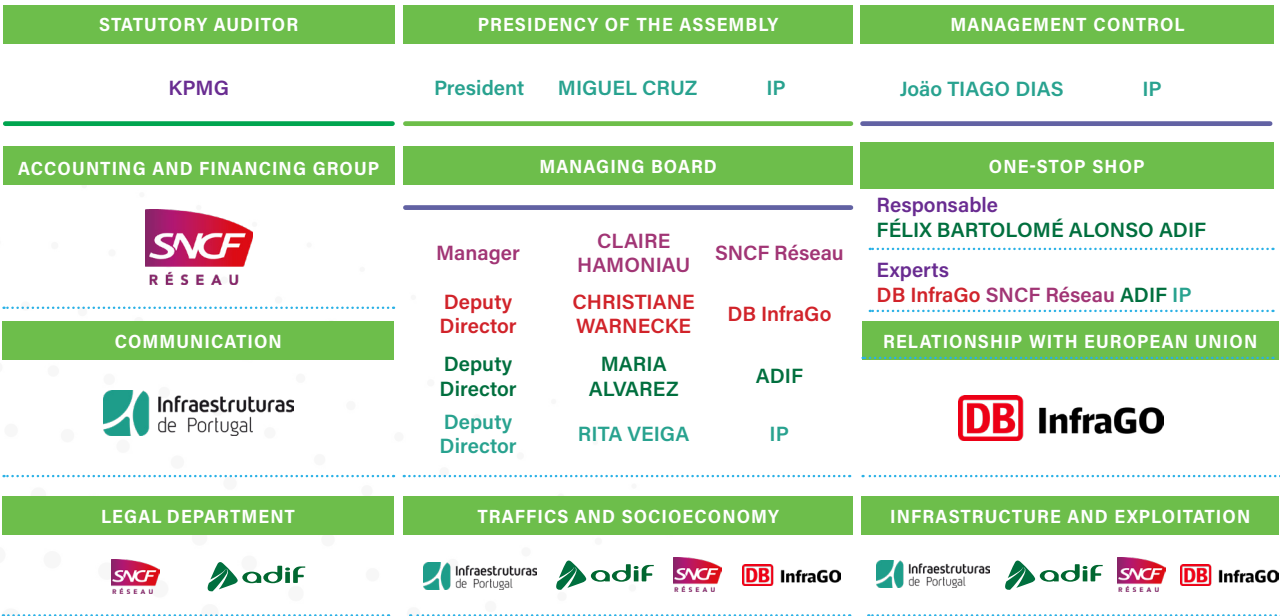 STATUTORY AUDITOR
KPMG
PRESIDENCY OF THE ASSEMBLY
President MIGUEL CRUZ IP
MANAGEMENT CONTROL
Joäo TIAGO DIAS IP
ACCOUNTING AND FINANCING GROUP
SNCF
RÉSEAU
COMMUNICATION
Infraestruturas
de Portugal
MANAGING BOARD
Manager CLAIRE HAMONIAU SNCF Réseau
Deputy Director CHRISTIANE WARNECKE DB InfraGo
Deputy Director MARIA ALVAREZ ADIF
Deputy Director RITA VEIGA IP
ONE-STOP SHOP
Responsable
FÉLIX BARTOLOMÉ ALONSO ADIF
Experts
DB InfraGo SNCF Réseau ADIF IP
RELATIONSHIP WITH EUROPEAN UNION
DB InfraGO
LEGAL DEPARTMENT
SNCF RÉSEAU adif
TRAFFICS AND SOCIOECONOMY
Infraestruturas de Portugal adif SNCF RÉSEAU DB InfraGO
INFRASTRUCTURE AND EXPLOITATION
Infraestruturas de Portugal adif SNCF RÉSEAU DB InfraGO